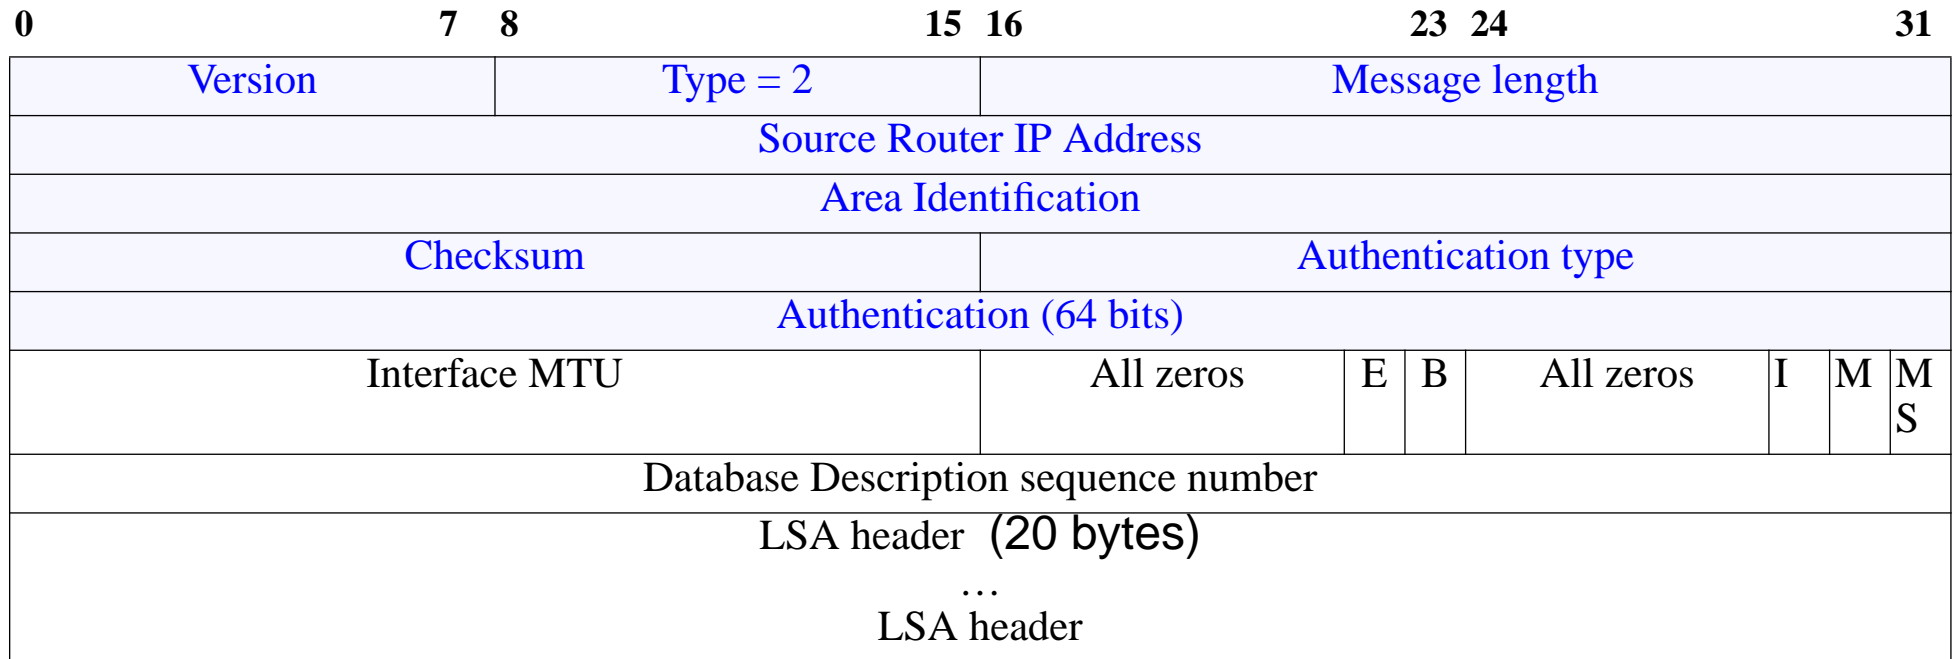 0 7 8 15 16 23 24 31
Version Type = 2 Message length
Source Router IP Address
Area Identification
Checksum Authentication type
Authentication (64 bits)
Interface MTU All zeros E B All zeros I M M
S
Database Description sequence number
LSA header (20 bytes)
…
LSA header